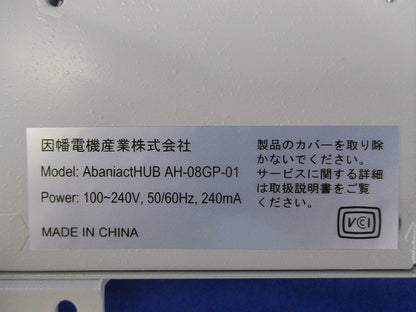 因幡電機産業株式会社
Model: AbaniactHUB AH-08GP-01
Power: 100~240V, 50/60Hz, 240mA
MADE IN CHINA
製品のカバーを取り除
かないでください。
サービスに関する詳細
は取扱説明書をご覧
ください。
VCI